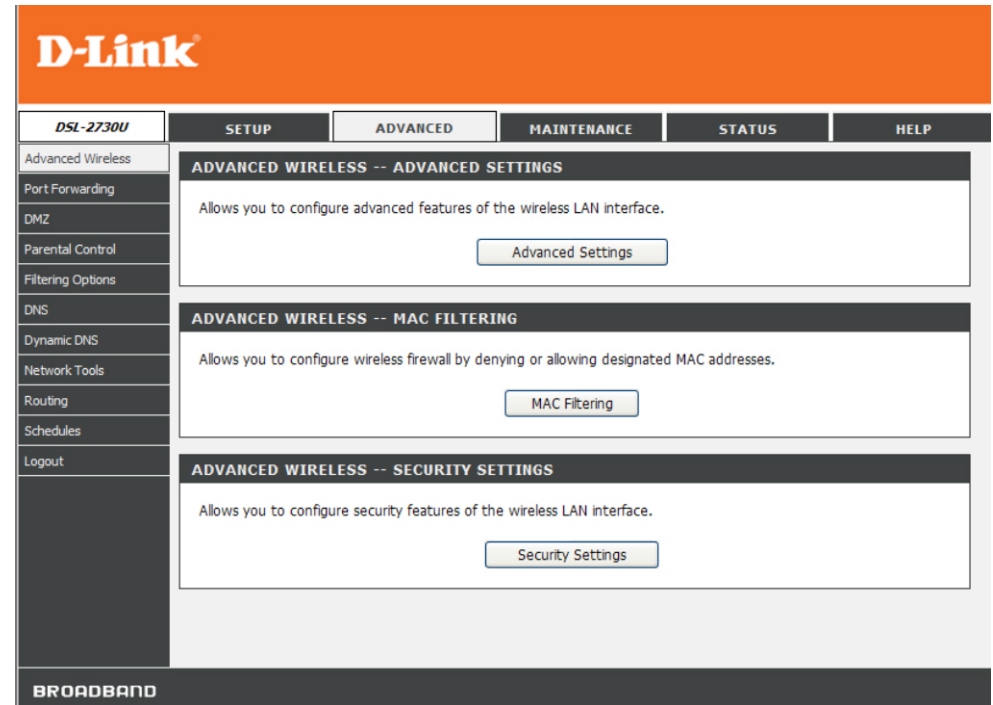 D-Link
DSL-2730U
SETUP
ADVANCED
MAINTENANCE
STATUS
HELP
Advanced Wireless
Port Forwarding
DMZ
Parental Control
Filtering Options
DNS
Dynamic DNS
Network Tools
Routing
Schedules
Logout
ADVANCED WIRELESS -- ADVANCED SETTINGS
Allows you to configure advanced features of the wireless LAN interface.
Advanced Settings
ADVANCED WIRELESS -- MAC FILTERING
Allows you to configure wireless firewall by denying or allowing designated MAC addresses.
MAC Filtering
ADVANCED WIRELESS -- SECURITY SETTINGS
Allows you to configure security features of the wireless LAN interface.
Security Settings
BROADBAND